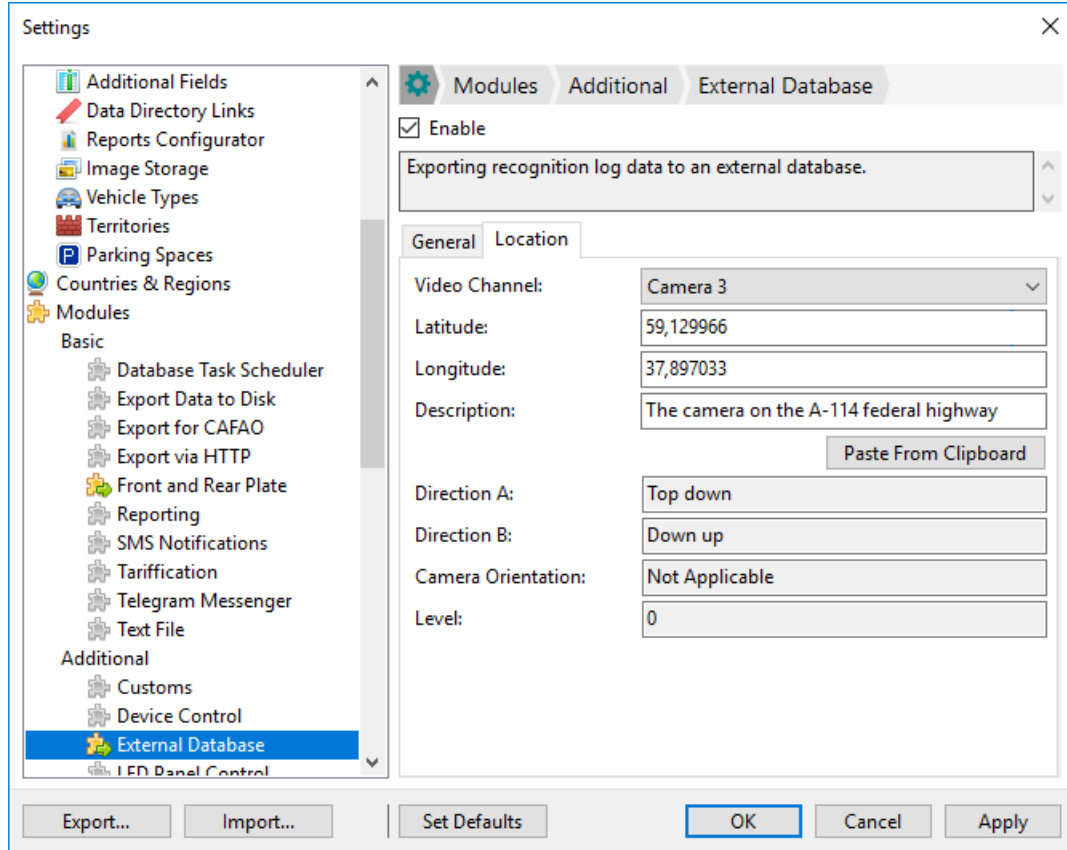 Settings
Additional Fields
Data Directory Links
Reports Configurator
Image Storage
Vehicle Types
Territories
Parking Spaces
Countries & Regions
Modules
Basic
Database Task Scheduler
Export Data to Disk
Export for CAFAO
Export via HTTP
Front and Rear Plate
Reporting
SMS Notifications
Tariffication
Telegram Messenger
Text File
Additional
Customs
Device Control
External Database
LED Panel Control
Modules Additional External Database
Enable
Exporting recognition log data to an external database.
General Location
Video Channel: Camera 3
Latitude: 59,129966
Longitude: 37,897033
Description: The camera on the A-114 federal highway
Paste From Clipboard
Direction A: Top down
Direction B: Down up
Camera Orientation: Not Applicable
Level: 0
Export... Import... Set Defaults OK Cancel Apply